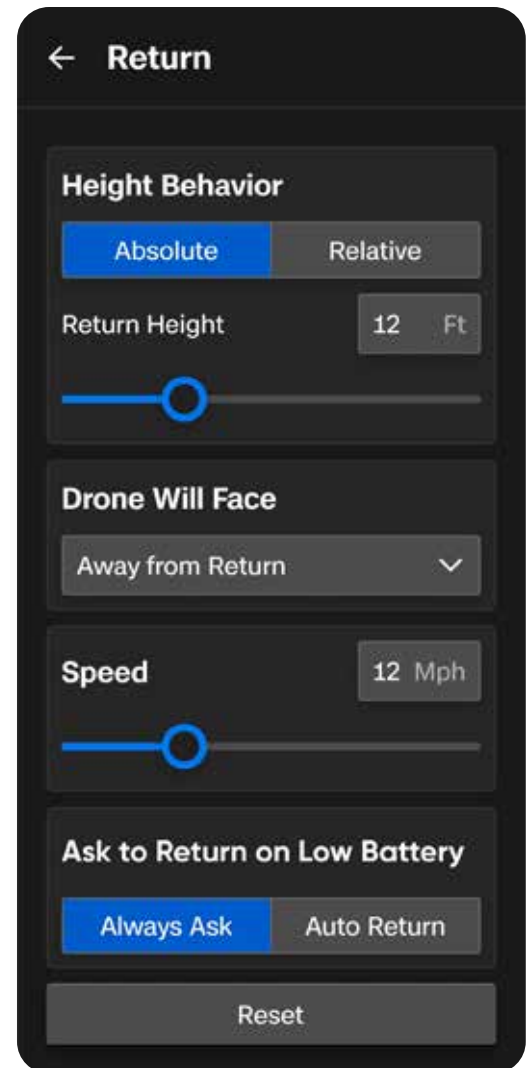 Return
Height Behavior
Absolute Relative
Return Height 12 Ft
Drone Will Face
Away from Return
Speed 12 Mph
Ask to Return on Low Battery
Always Ask Auto Return
Reset